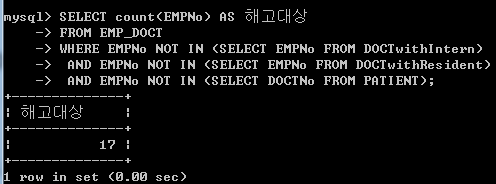 mysql> SELECT count(EMPNo) AS 해고대상
    -> FROM EMP_DOCT
    -> WHERE EMPNo NOT IN (SELECT EMPNo FROM DOCTwithIntern)
    ->  AND EMPNo NOT IN (SELECT EMPNo FROM DOCTwithResident)
    ->  AND EMPNo NOT IN (SELECT DOCTNo FROM PATIENT);
+--------------+
| 해고대상     |
+--------------+
|           17 |
+--------------+
1 row in set (0.00 sec)